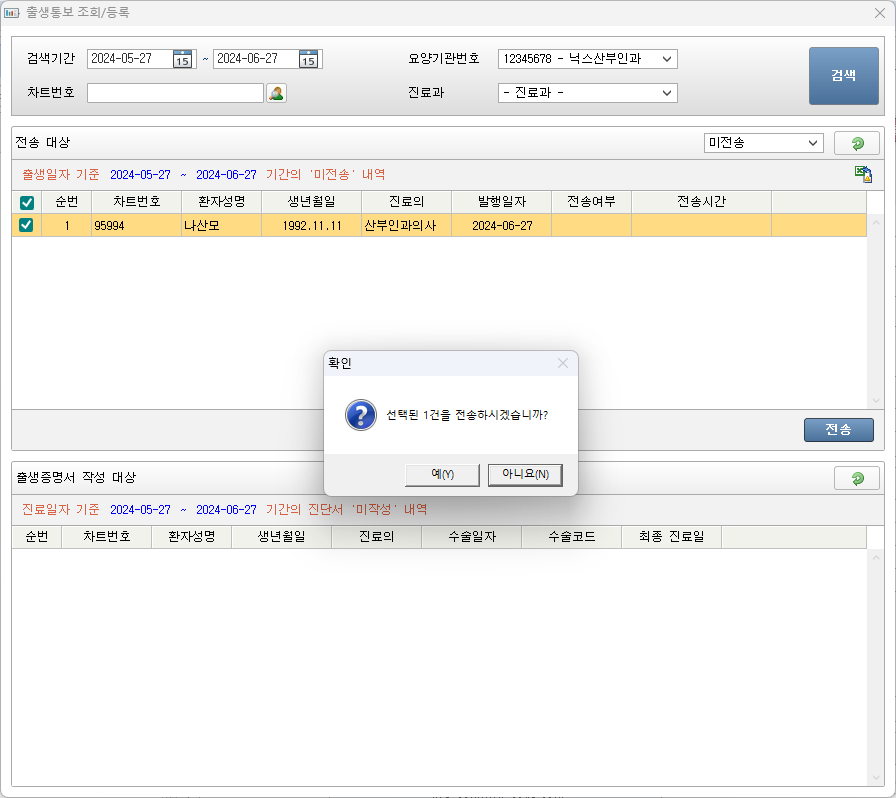 출생통보 조회/등록
검색기간 2024-05-27 15 ~ 2024-06-27 15 요양기관번호 12345678 - 닉스산부인과
검색
차트번호 진료과 - 진료과 -
전송 대상 미전송
출생일자 기준 2024-05-27 ~ 2024-06-27 기간의 '미전송' 내역
순번 차트번호 환자성명 생년월일 진료의 발행일자 전송여부 전송시간
1 95994 나산모 1992.11.11 산부인과의사 2024-06-27
확인
선택된 1건을 전송하시겠습니까?
전송
예(Y) 아니요(N)
출생증명서 작성 대상
진료일자 기준 2024-05-27 ~ 2024-06-27 기간의 진단서 '미작성' 내역
순번 차트번호 환자성명 생년월일 진료의 수술일자 수술코드 최종 진료일